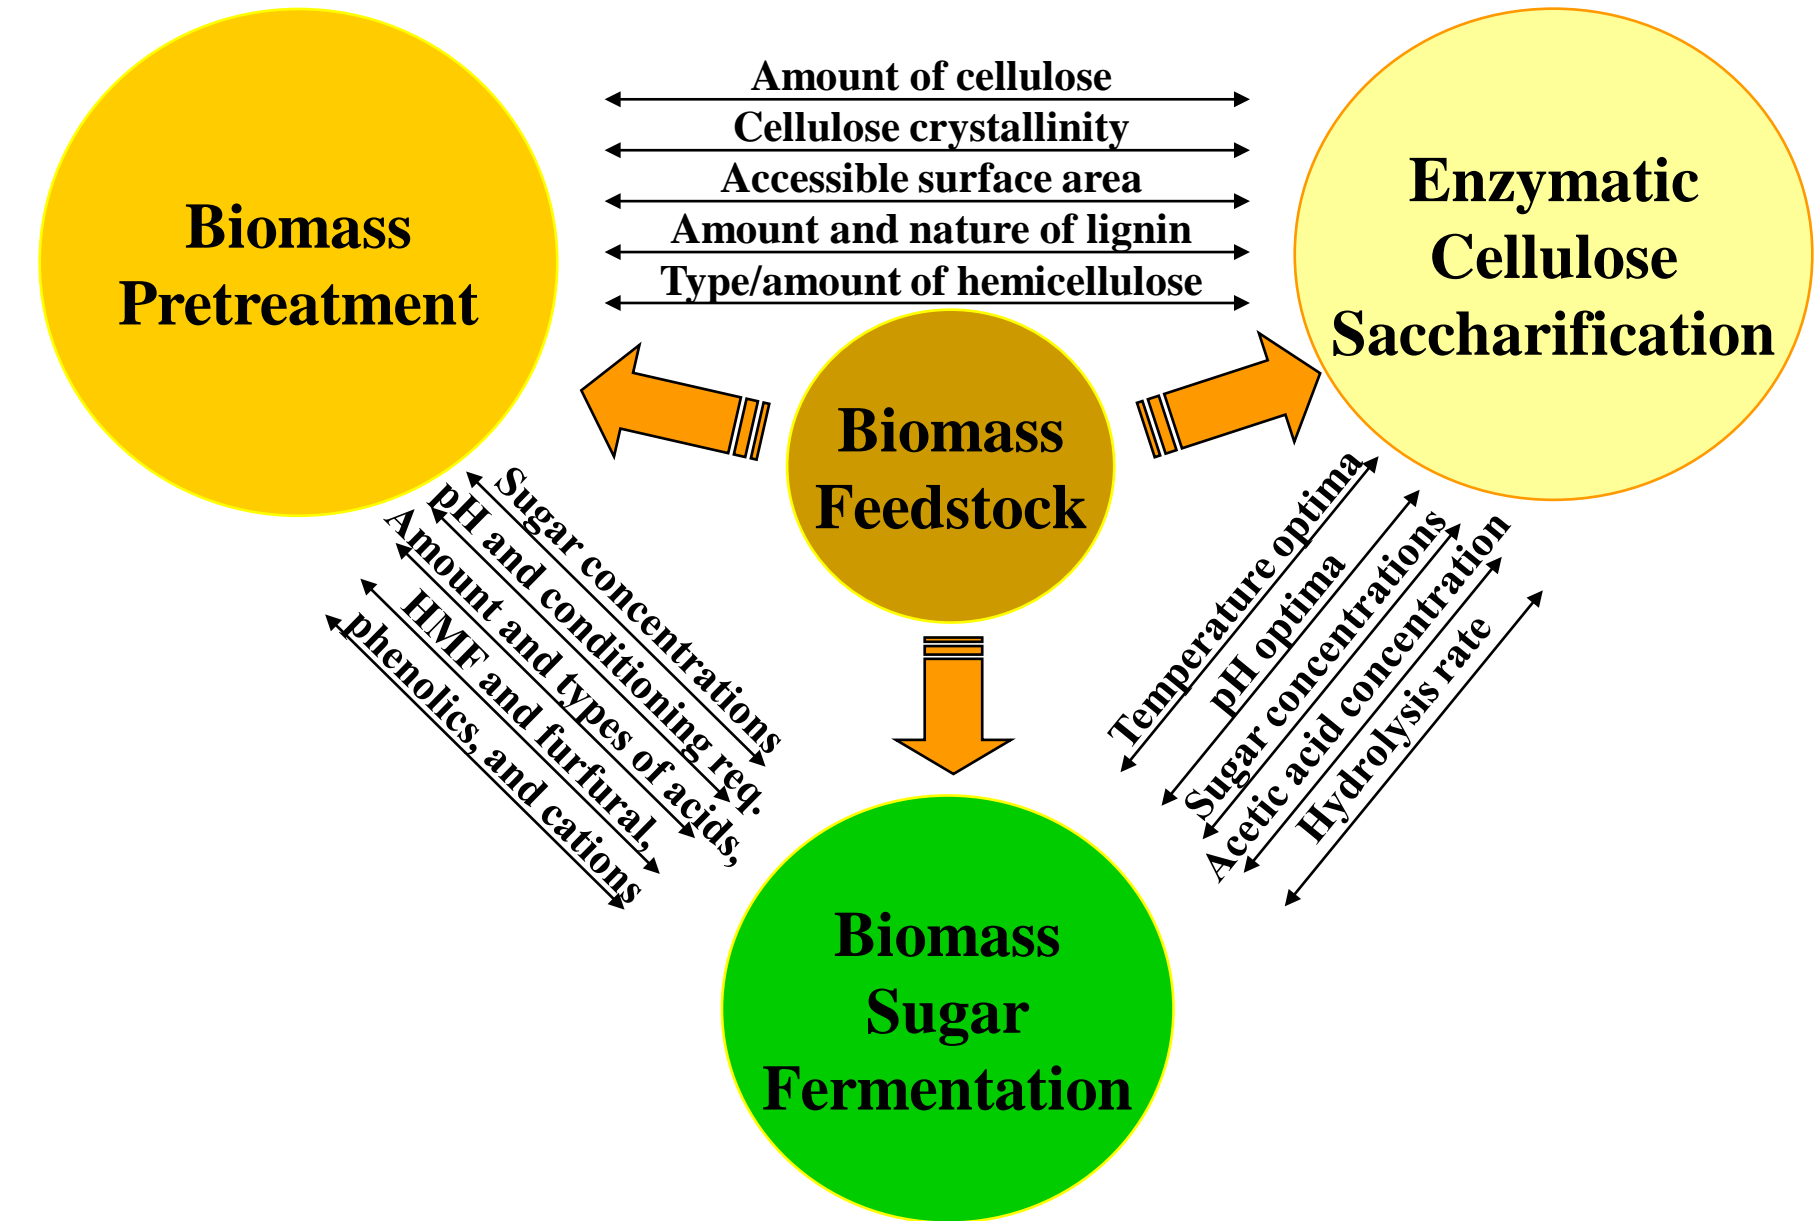 Amount of cellulose
Cellulose crystallinity
Accessible surface area
Amount and nature of lignin
Type/amount of hemicellulose
Biomass
Pretreatment
Enzymatic
Cellulose
Saccharification
Biomass
Feedstock
Sugar concentrations
pH and conditioning req.
Amount and types of acids,
HMF and furfural,
phenolics, and cations
Temperature optima
pH optima
Sugar concentrations
Acetic acid concentration
Hydrolysis rate
Biomass
Sugar
Fermentation